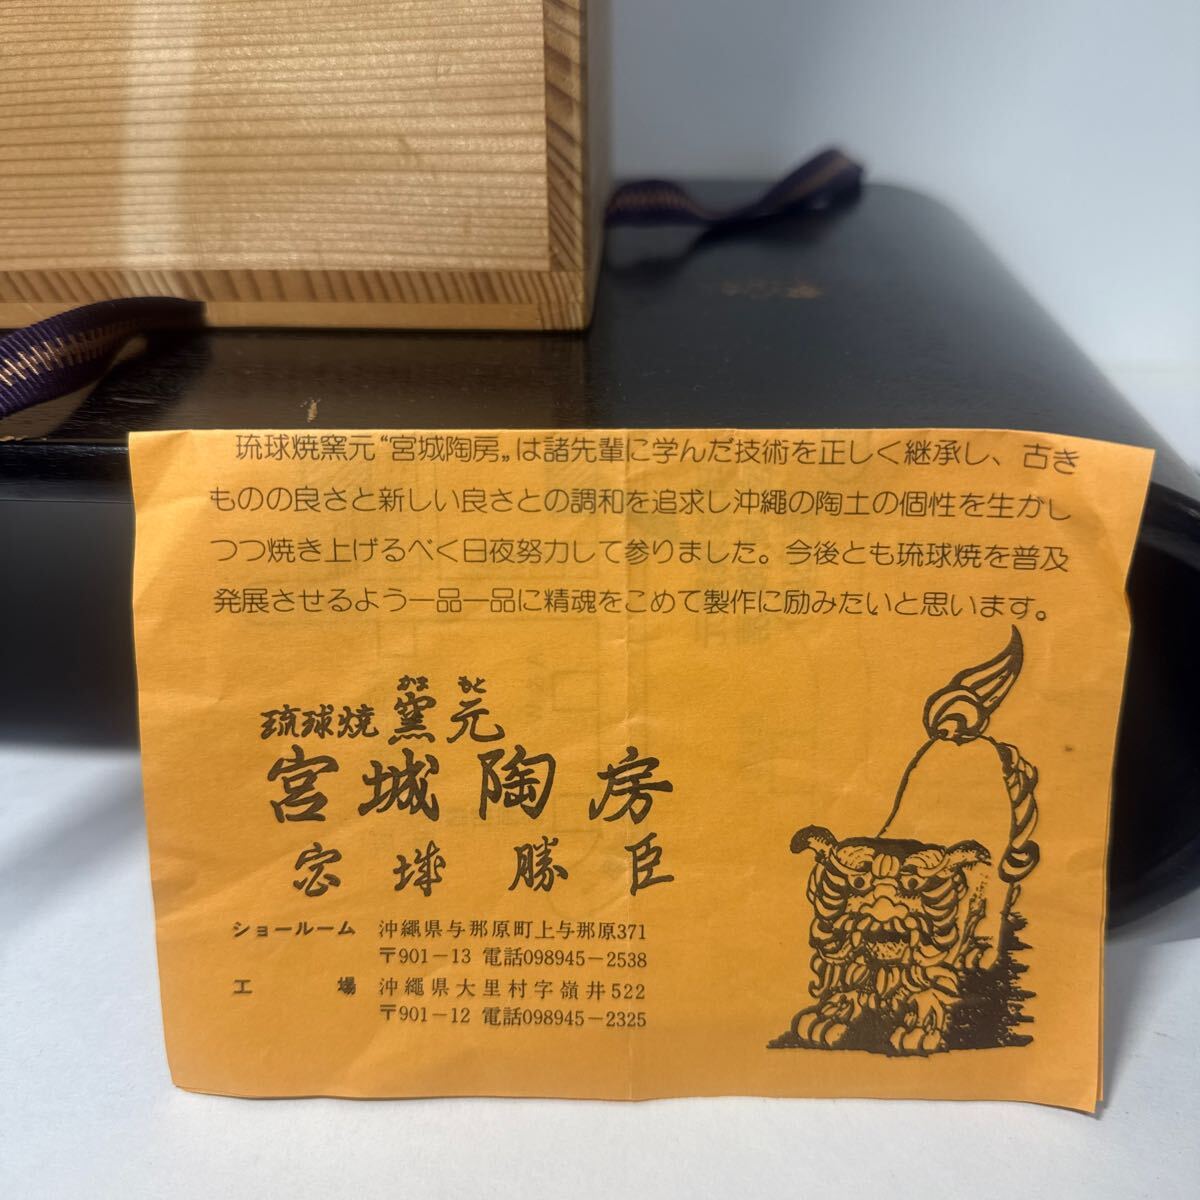 琉球焼窯元“宮城陶房„は諸先輩に学んだ技術を正しく継承し、古き
ものの良さと新しい良さとの調和を追求し沖縄の陶土の個性を生がし
つつ焼き上げるべく日夜努力して参りました。今後とも琉球焼を普及
発展させるよう一品一品に精魂をこめて製作に励みたいと思います。
かま もと
琉球焼 窯元
宮城陶房
宮城勝臣
ショールーム 沖縄県与那原町上与那原371
〒901-13 電話098945-2538
工場 沖縄県大里村字嶺井522
〒901-12 電話098945-2325